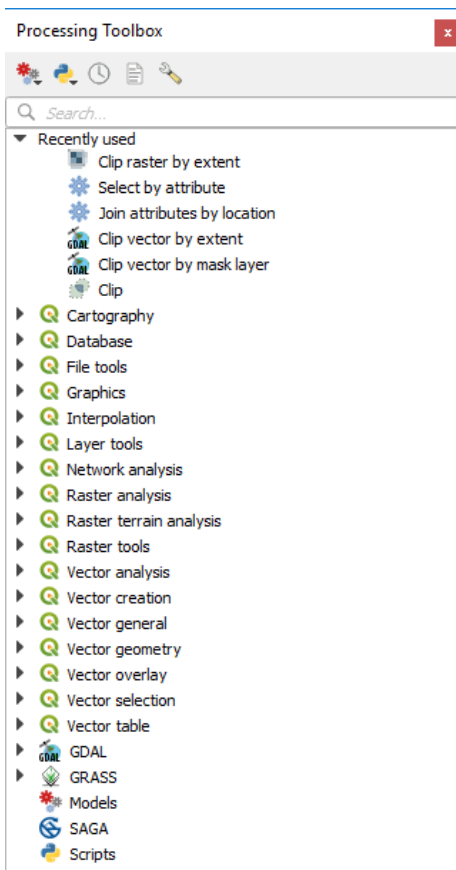 Processing Toolbox
x
Search...
Recently used
Clip raster by extent
Select by attribute
Join attributes by location
GDAL Clip vector by extent
GDAL Clip vector by mask layer
Clip
Cartography
Database
File tools
Graphics
Interpolation
Layer tools
Network analysis
Raster analysis
Raster terrain analysis
Raster tools
Vector analysis
Vector creation
Vector general
Vector geometry
Vector overlay
Vector selection
Vector table
GDAL GDAL
GRASS
Models
SAGA
Scripts